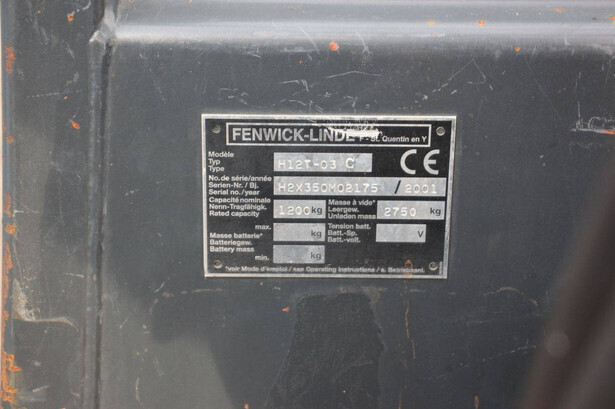 FENWICK-LINDE F - St. Quentin en Y
Modèle
Typ
Type H12T-03 C CE
No. de série/année
Serien-Nr. / Bj.
Serial no./year H2X350M02175 / 2001
Capacité nominale
Nenn-Tragfähigk.
Rated capacity 1200 kg
Masse à vide*
Leergew.
Unladen mass 2750 kg
max. kg
Masse batterie*
Batteriegew.
Battery mass
min. kg
Tension batt.
Batt.-Sp.
Batt.-volt. V
*voir Mode d'emploi / see Operating Instructions / s. Betriebsanl.